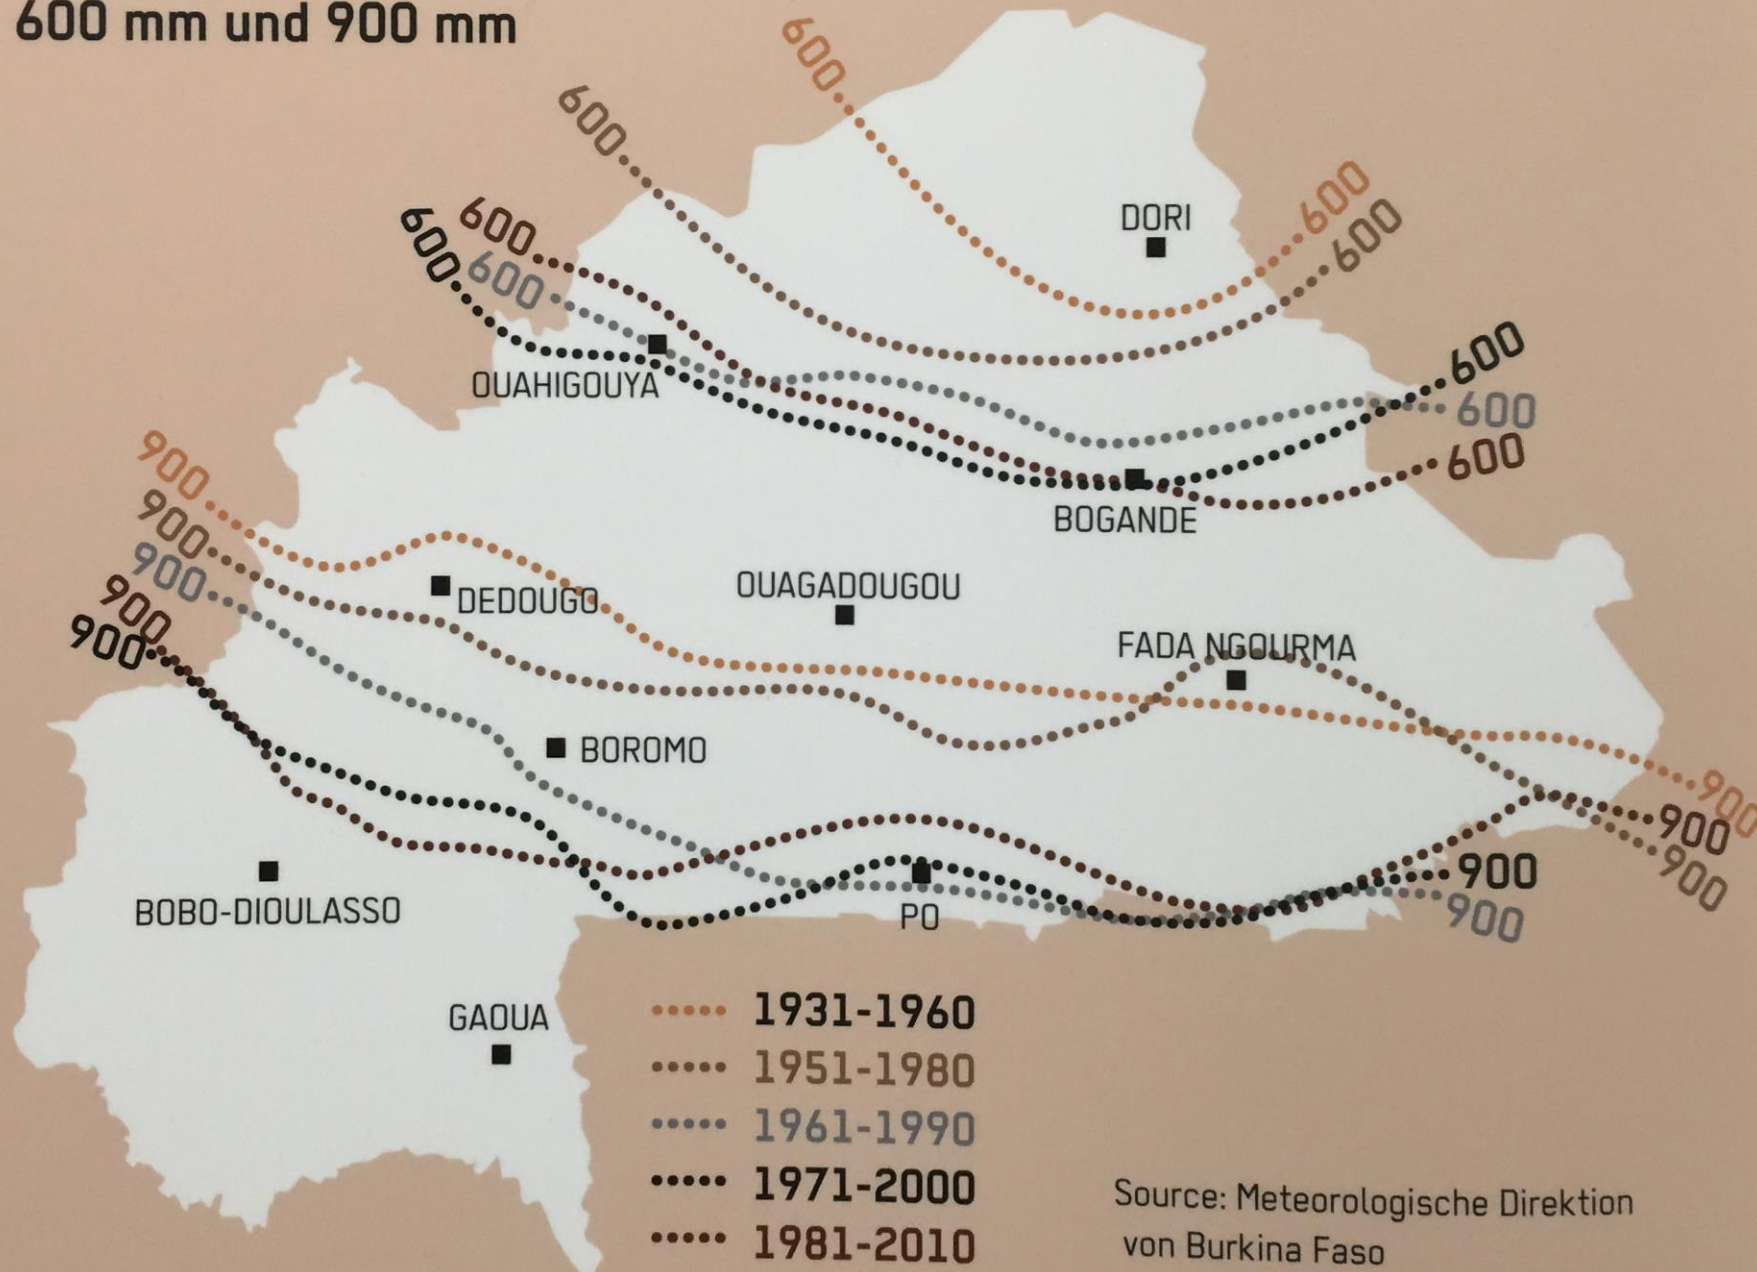 600 mm und 900 mm
600
600
600
600
600
600
600
DORI
OUAHIGOUYA
600
600
600
BOGANDE
900
900
900
900
900
DEDOUGO
OUAGADOUGOU
FADA NGOURMA
BOROMO
900
900
900
900
900
BOBO-DIOULASSO
PO
GAOUA
1931-1960
1951-1980
1961-1990
1971-2000
1981-2010
Source: Meteorologische Direktion
von Burkina Faso